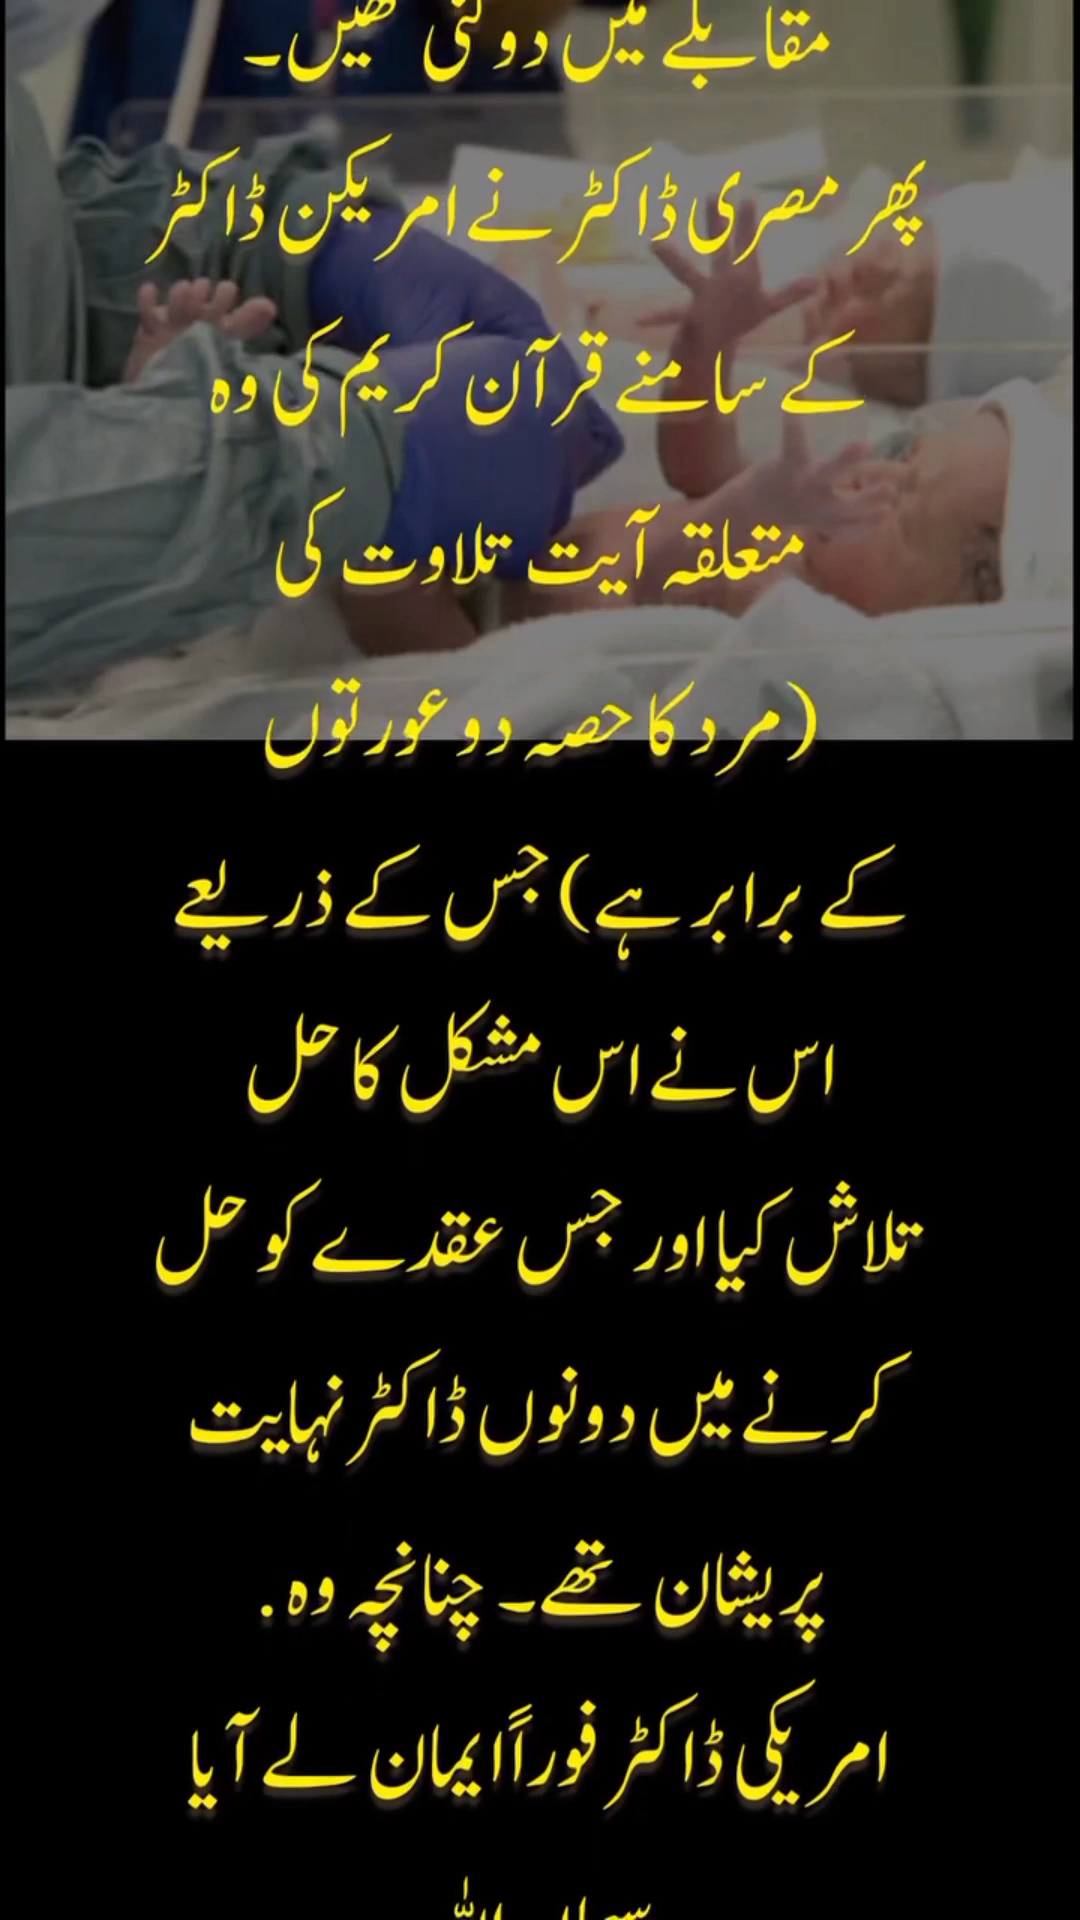 مقابلے میں دو گنی تھیں۔
پھر مصری ڈاکٹر نے امریکن ڈاکٹر
کے سامنے قرآن کریم کی وہ
متعلقہ آیت تلاوت کی
(مرد کا حصہ دو عورتوں
کے برابر ہے) جس کے ذریعے
اس نے اس مشکل کا حل
تلاش کیا اور جس عقدے کو حل
کرنے میں دونوں ڈاکٹر نہایت
پریشان تھے۔ چنانچہ وہ.
امریکی ڈاکٹر فوراً ایمان لے آیا